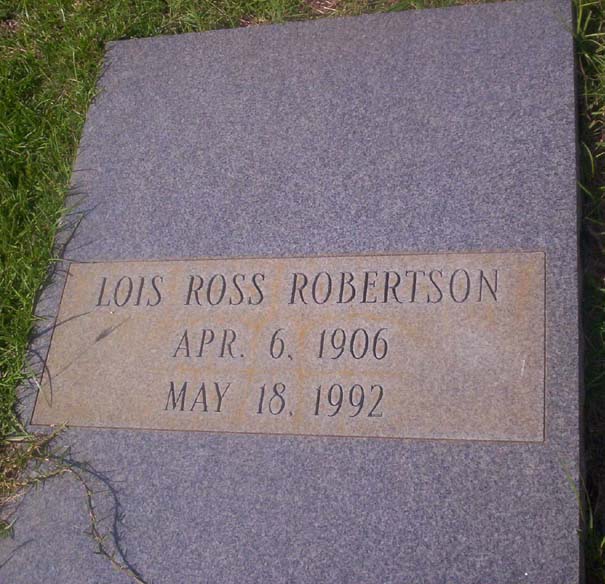 LOIS ROSS ROBERTSON
APR. 6, 1906
MAY 18, 1992